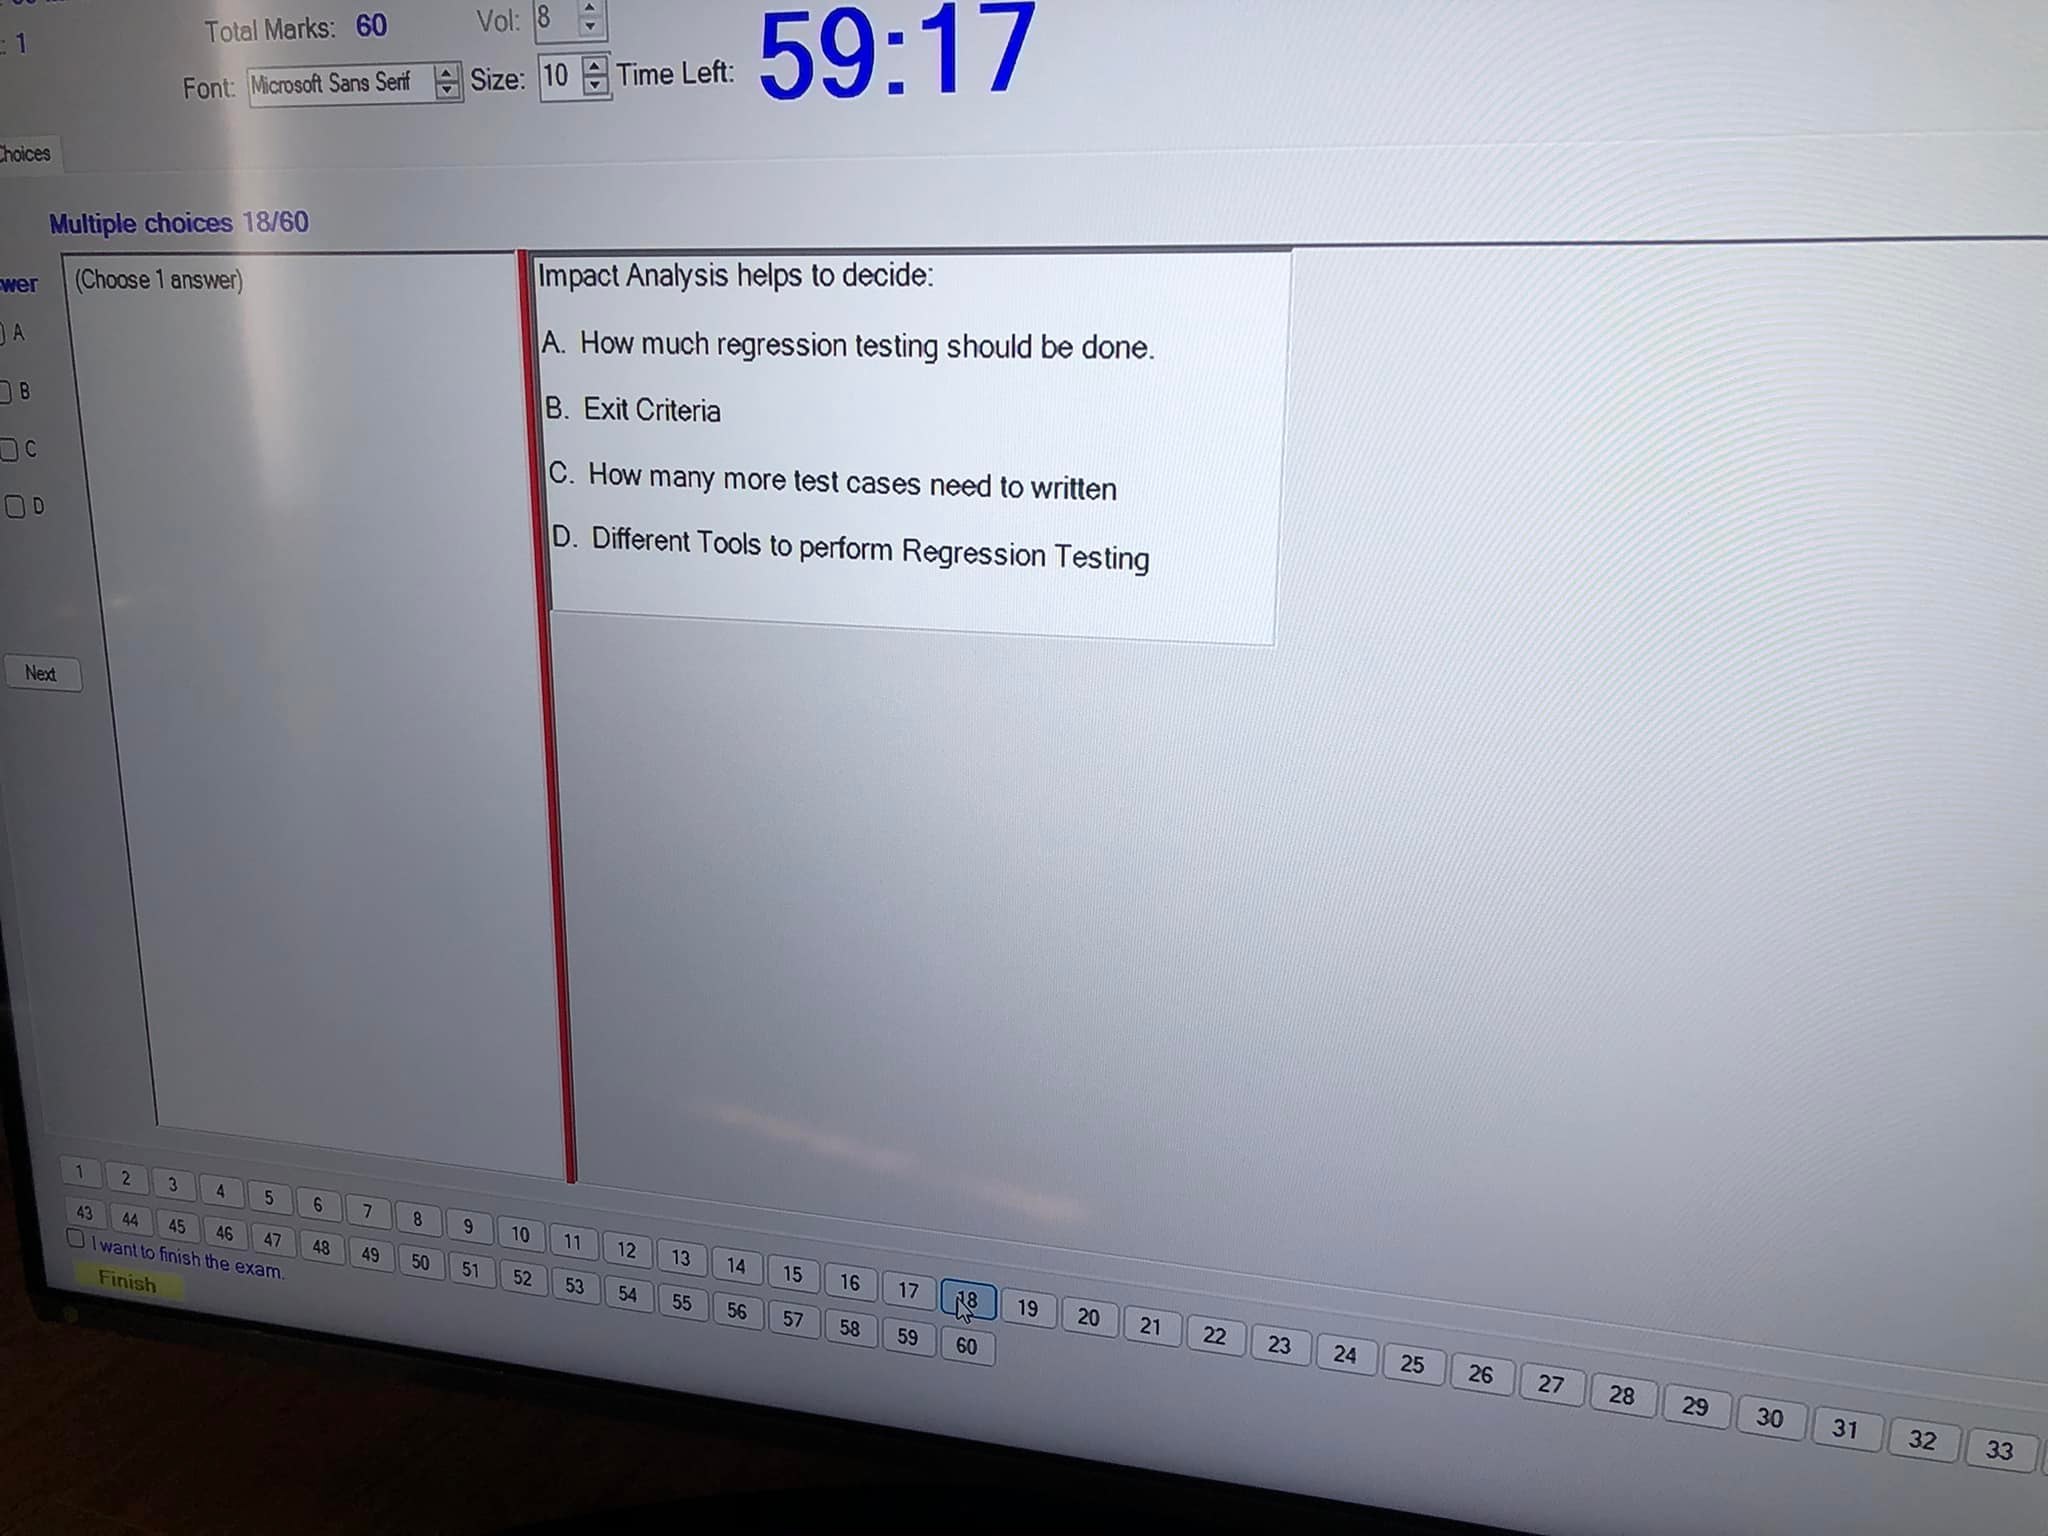 : 1
Total Marks: 60
Vol: 8
Font: Microsoft Sans Serif Size: 10 Time Left: 59:17
Choices
Multiple choices 18/60
(Choose 1 answer)
A
B
C
D
Next
Impact Analysis helps to decide:
A. How much regression testing should be done.
B. Exit Criteria
C. How many more test cases need to written
D. Different Tools to perform Regression Testing
1 2 3 4 5 6 7 8 9 10 11 12 13 14 15 16 17 18 19 20 21 22 23 24 25 26 27 28 29 30 31 32 33
43 44 45 46 47 48 49 50 51 52 53 54 55 56 57 58 59 60
I want to finish the exam.
Finish